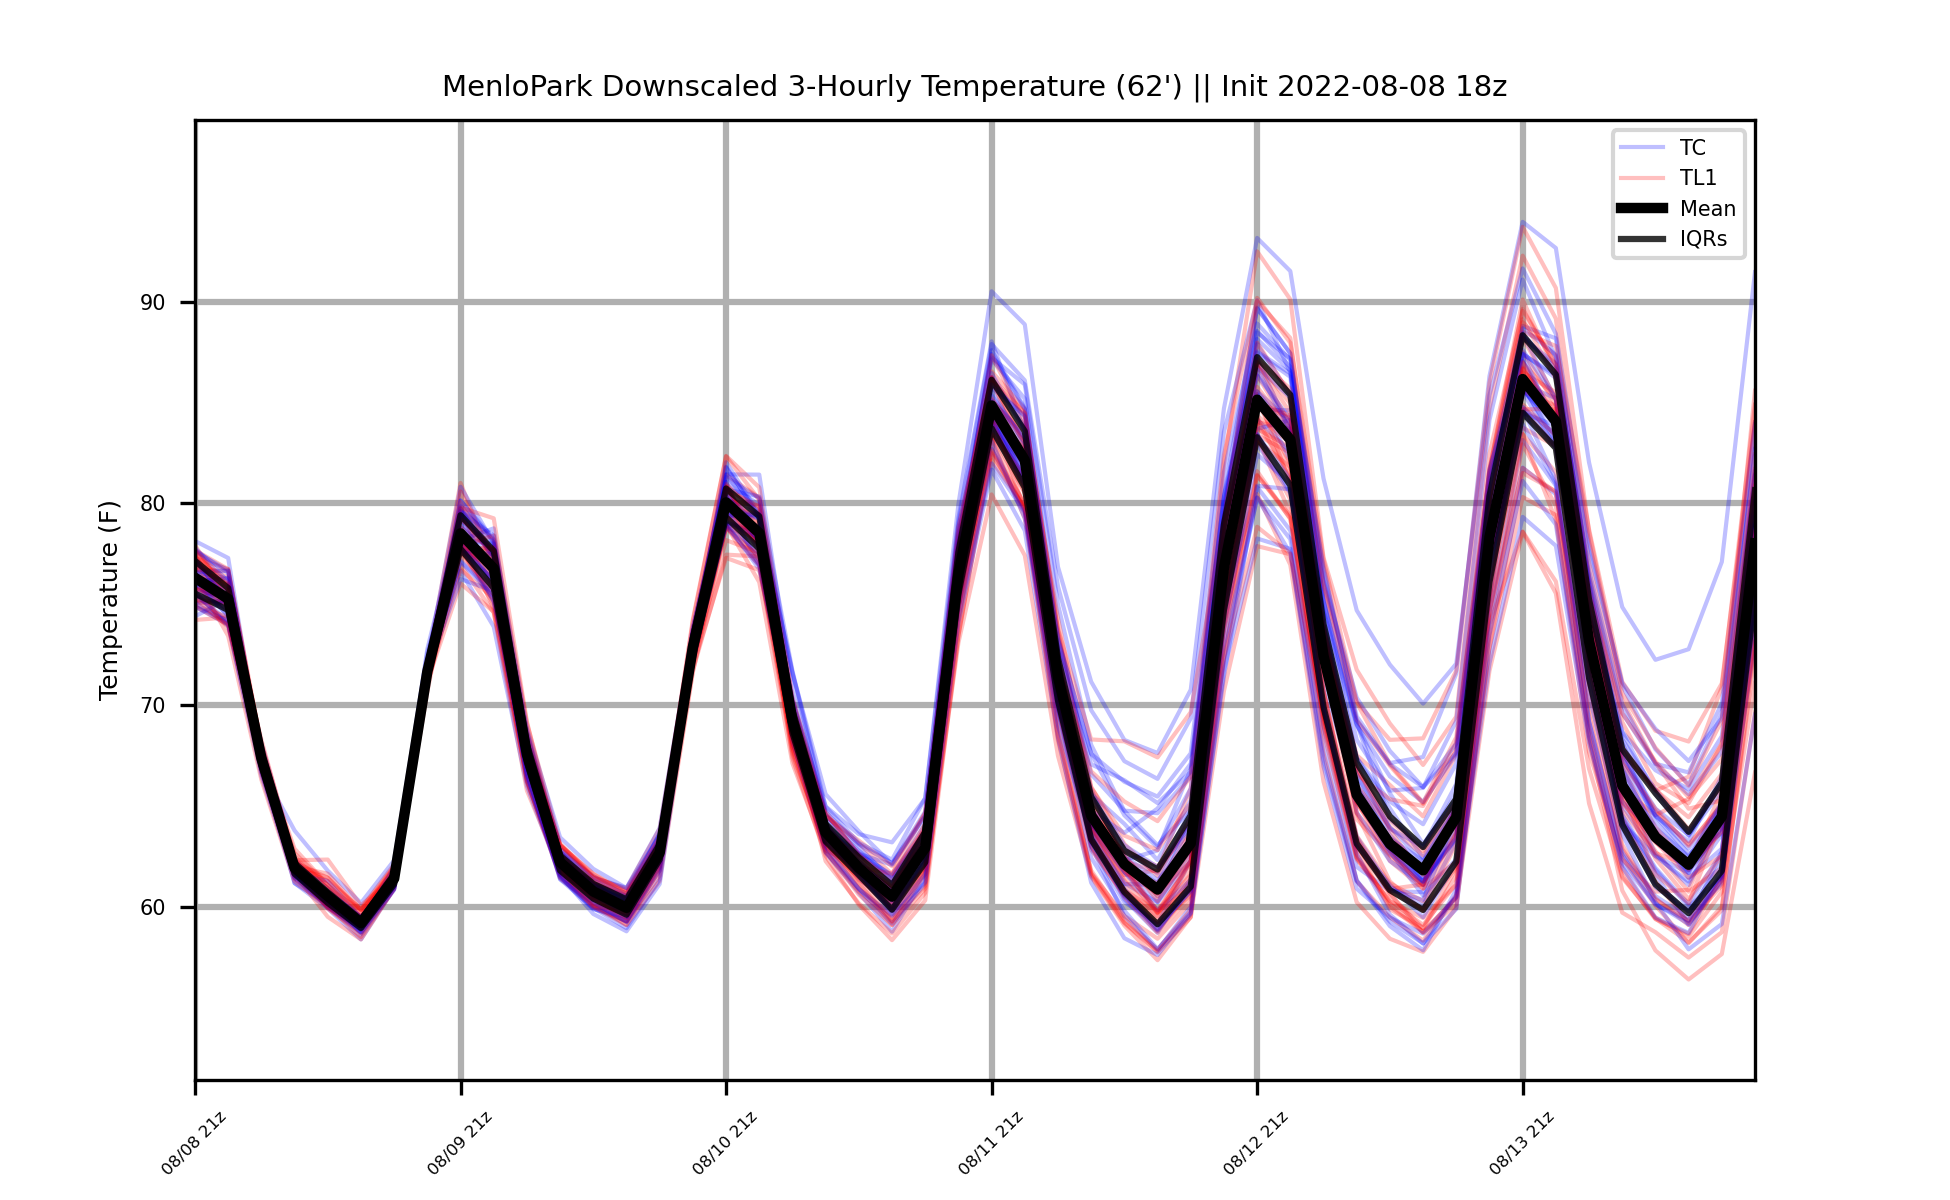 MenloPark Downscaled 3-Hourly Temperature (62') || Init 2022-08-08 18z
TC
TL1
Mean
IQRs
Temperature (F)
90
80
70
60
08/08 21z
08/09 21z
08/10 21z
08/11 21z
08/12 21z
08/13 21z